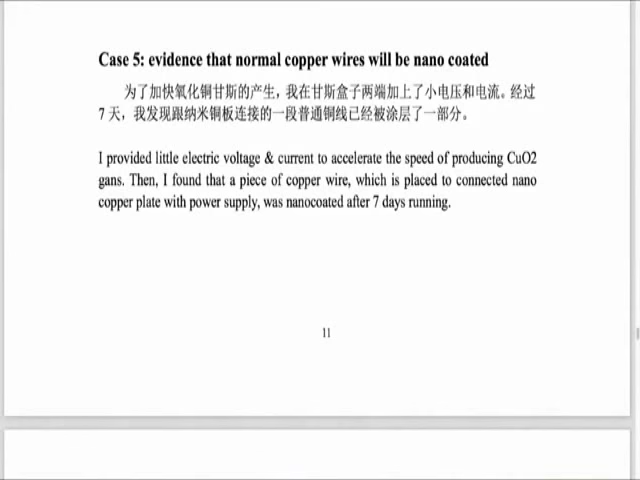 Case 5: evidence that normal copper wires will be nano coated
为了加快氧化铜甘斯的产生，我在甘斯盒子两端加上了小电压和电流。经过
7 天，我发现跟纳米铜板连接的一段普通铜线已经被涂层了一部分。
I provided little electric voltage & current to accelerate the speed of producing CuO2
gans. Then, I found that a piece of copper wire, which is placed to connected nano
copper plate with power supply, was nanocoated after 7 days running.
11